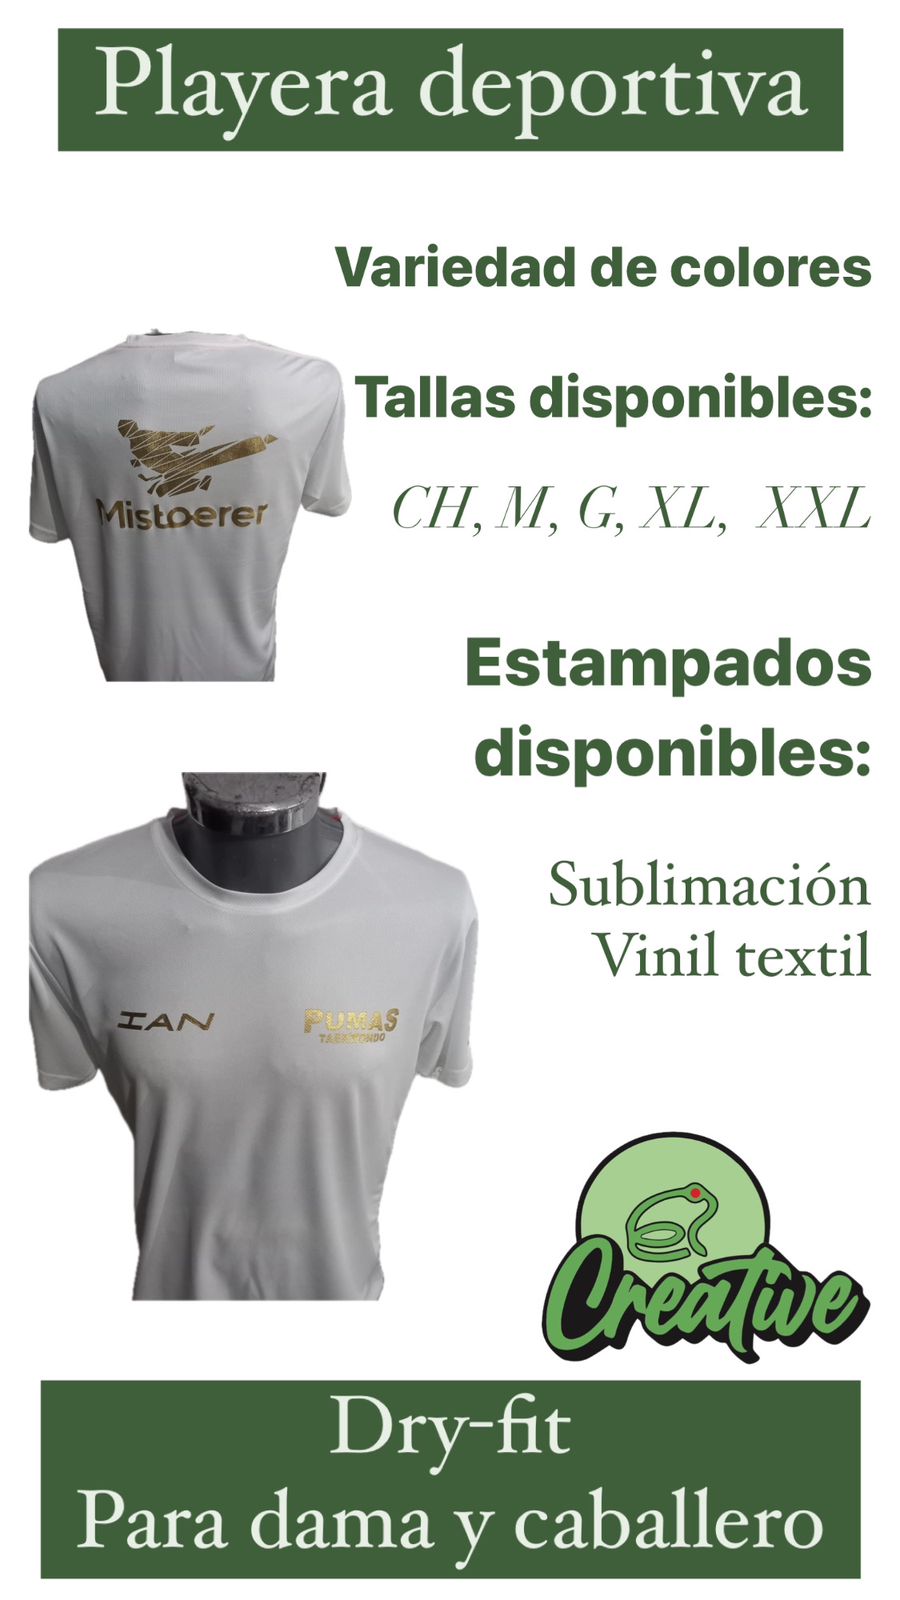 Playera deportiva
Variedad de colores
Tallas disponibles:
CH, M, G, XL, XXL
Mistoerer
Estampados
disponibles:
Sublimación
Vinil textil
IAN
PUMAS
TAEKWONDO
Creative
Dry-fit
Para dama y caballero